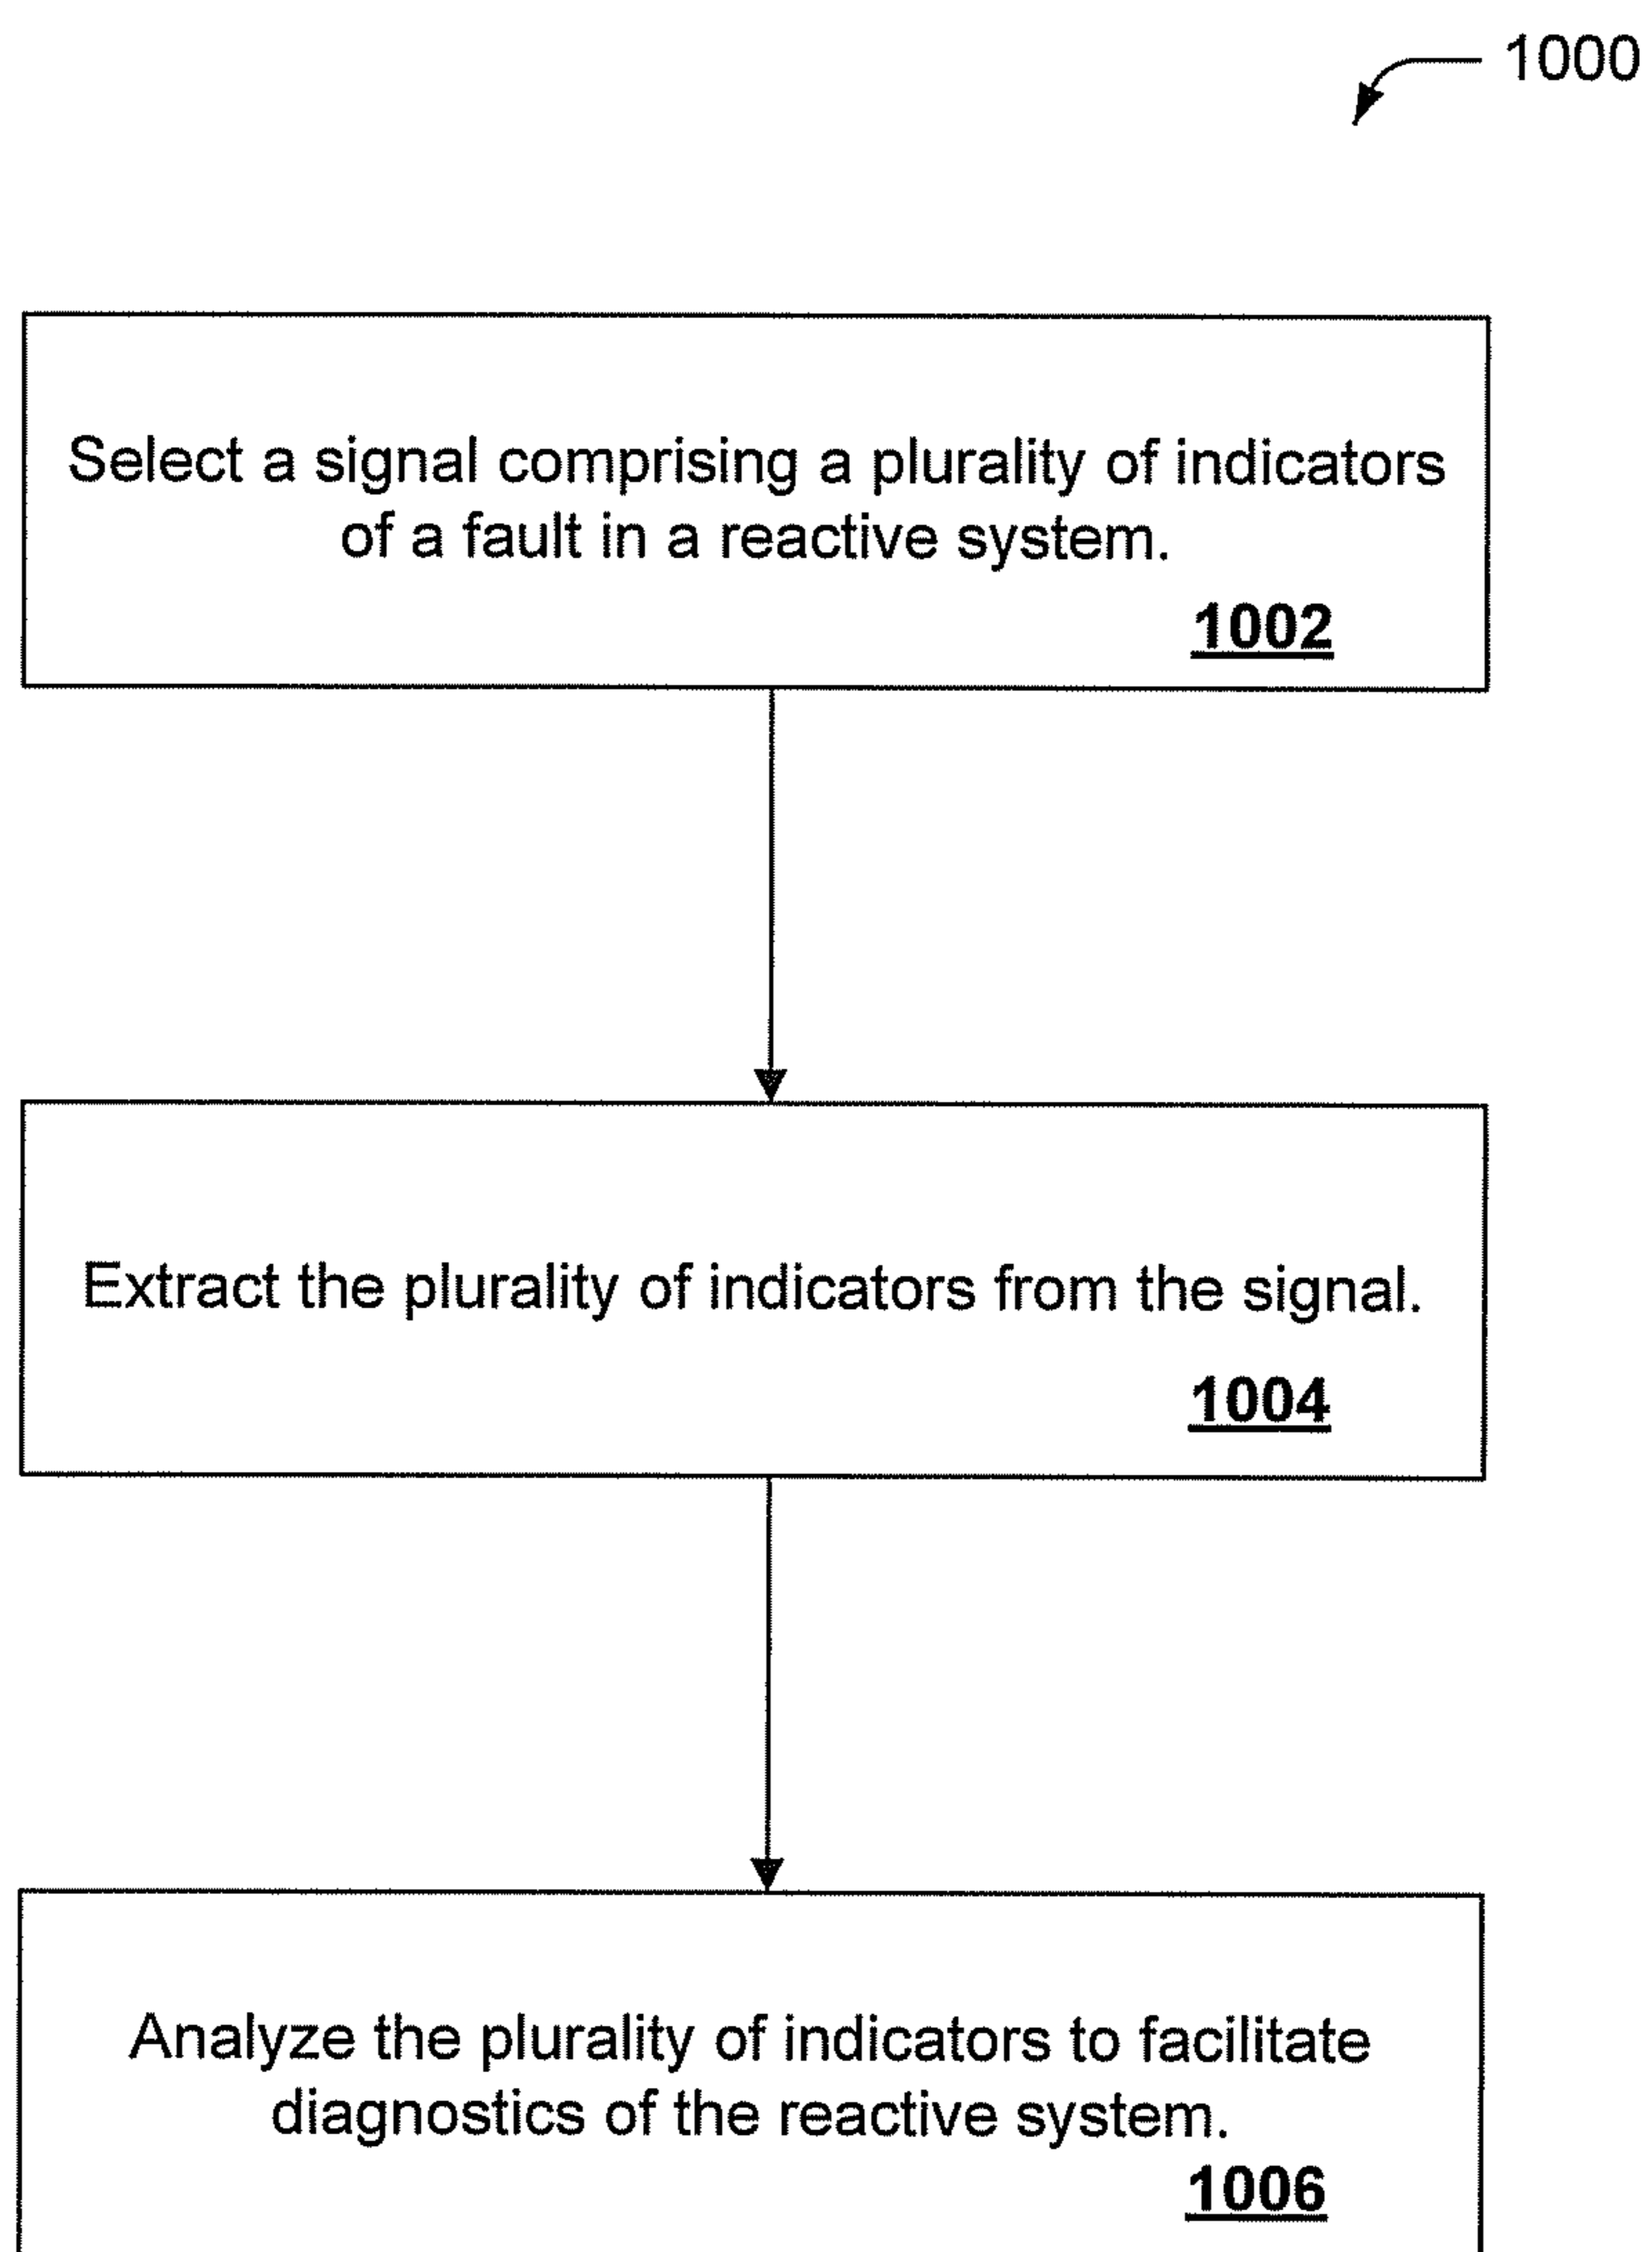 1000
Select a signal comprising a plurality of indicators
of a fault in a reactive system.
1002
Extract the plurality of indicators from the signal.
1004
Analyze the plurality of indicators to facilitate
diagnostics of the reactive system.
1006